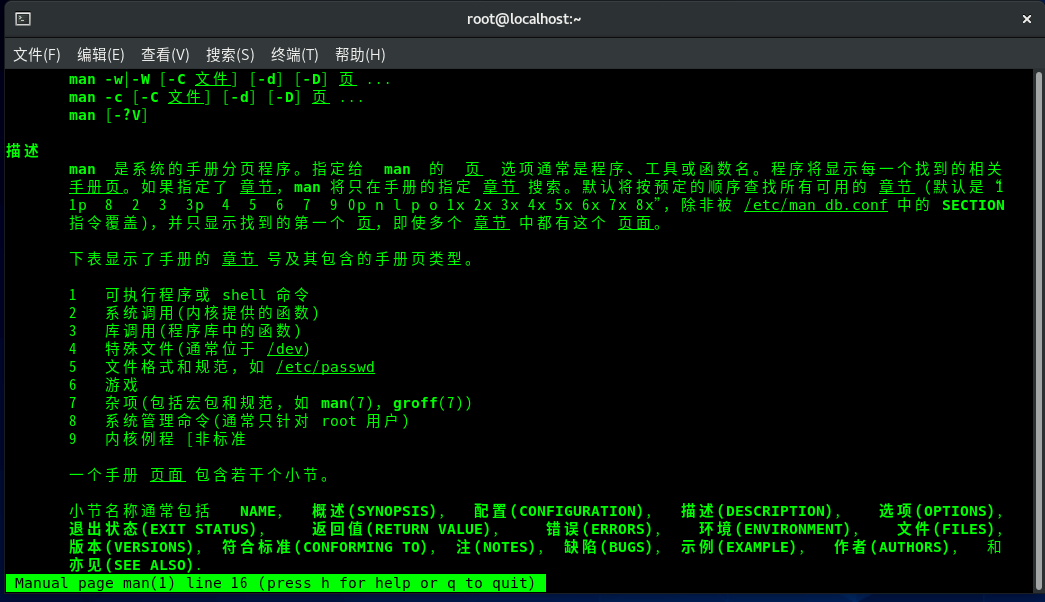 root@localhost:~
文件(F) 编辑(E) 查看(V) 搜索(S) 终端(T) 帮助(H)
man -w|-W [-C 文件] [-d] [-D] 页 ...
man -c [-C 文件] [-d] [-D] 页 ...
man [-?V]
描述
man 是系统的手册分页程序。指定给 man 的 页 选项通常是程序、工具或函数名。程序将显示每一个找到的相关
手册页。如果指定了 章节，man 将只在手册的指定 章节 搜索。默认将按预定的顺序查找所有可用的 章节 (默认是“1
1p 8 2 3 3p 4 5 6 7 9 0p n l p o 1x 2x 3x 4x 5x 6x 7x 8x”，除非被 /etc/man_db.conf 中的 SECTION
指令覆盖)，并只显示找到的第一个 页，即使多个 章节 中都有这个 页面。
下表显示了手册的 章节 号及其包含的手册页类型。
1 可执行程序或 shell 命令
2 系统调用(内核提供的函数)
3 库调用(程序库中的函数)
4 特殊文件(通常位于 /dev)
5 文件格式和规范，如 /etc/passwd
6 游戏
7 杂项(包括宏包和规范，如 man(7)，groff(7))
8 系统管理命令(通常只针对 root 用户)
9 内核例程 [非标准
一个手册 页面 包含若干个小节。
小节名称通常包括 NAME, 概述(SYNOPSIS), 配置(CONFIGURATION), 描述(DESCRIPTION), 选项(OPTIONS),
退出状态(EXIT STATUS), 返回值(RETURN VALUE), 错误(ERRORS), 环境(ENVIRONMENT), 文件(FILES),
版本(VERSIONS), 符合标准(CONFORMING TO), 注(NOTES), 缺陷(BUGS), 示例(EXAMPLE), 作者(AUTHORS), 和
亦见(SEE ALSO).
Manual page man(1) line 16 (press h for help or q to quit)